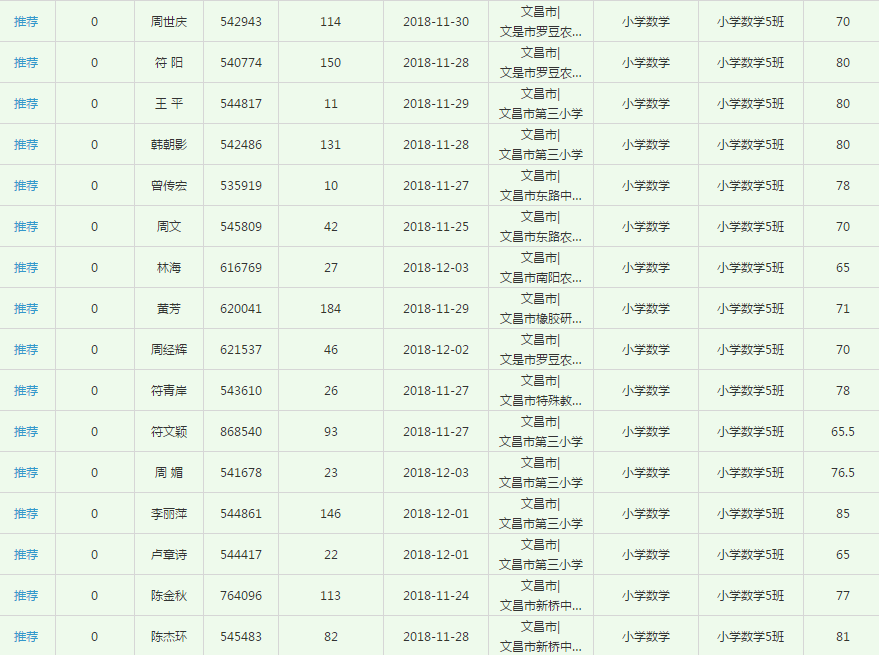 推荐 0 周世庆 542943 114 2018-11-30 文昌市| 小学数学 小学数学5班 70
文是市罗豆农...
推荐 0 符 阳 540774 150 2018-11-28 文昌市| 小学数学 小学数学5班 80
文是市罗豆农...
推荐 0 王 平 544817 11 2018-11-29 文昌市| 小学数学 小学数学5班 80
文昌市第三小学
推荐 0 韩朝影 542486 131 2018-11-28 文昌市| 小学数学 小学数学5班 80
文昌市第三小学
推荐 0 曾传宏 535919 10 2018-11-27 文昌市| 小学数学 小学数学5班 78
文昌市东路中...
推荐 0 周文 545809 42 2018-11-25 文昌市| 小学数学 小学数学5班 70
文昌市东路农...
推荐 0 林海 616769 27 2018-12-03 文昌市| 小学数学 小学数学5班 65
文昌市南阳农...
推荐 0 黄芳 620041 184 2018-11-29 文昌市| 小学数学 小学数学5班 71
文昌市橡胶研...
推荐 0 周经辉 621537 46 2018-12-02 文昌市| 小学数学 小学数学5班 70
文是市罗豆农...
推荐 0 符青岸 543610 26 2018-11-27 文昌市| 小学数学 小学数学5班 78
文昌市特殊教...
推荐 0 符文颖 868540 93 2018-11-27 文昌市| 小学数学 小学数学5班 65.5
文昌市第三小学
推荐 0 周 媚 541678 23 2018-12-03 文昌市| 小学数学 小学数学5班 76.5
文昌市第三小学
推荐 0 李丽萍 544861 146 2018-12-01 文昌市| 小学数学 小学数学5班 85
文昌市第三小学
推荐 0 卢章诗 544417 22 2018-12-01 文昌市| 小学数学 小学数学5班 65
文昌市第三小学
推荐 0 陈金秋 764096 113 2018-11-24 文昌市| 小学数学 小学数学5班 77
文昌市新桥中...
推荐 0 陈杰环 545483 82 2018-11-28 文昌市| 小学数学 小学数学5班 81
文昌市新桥中...